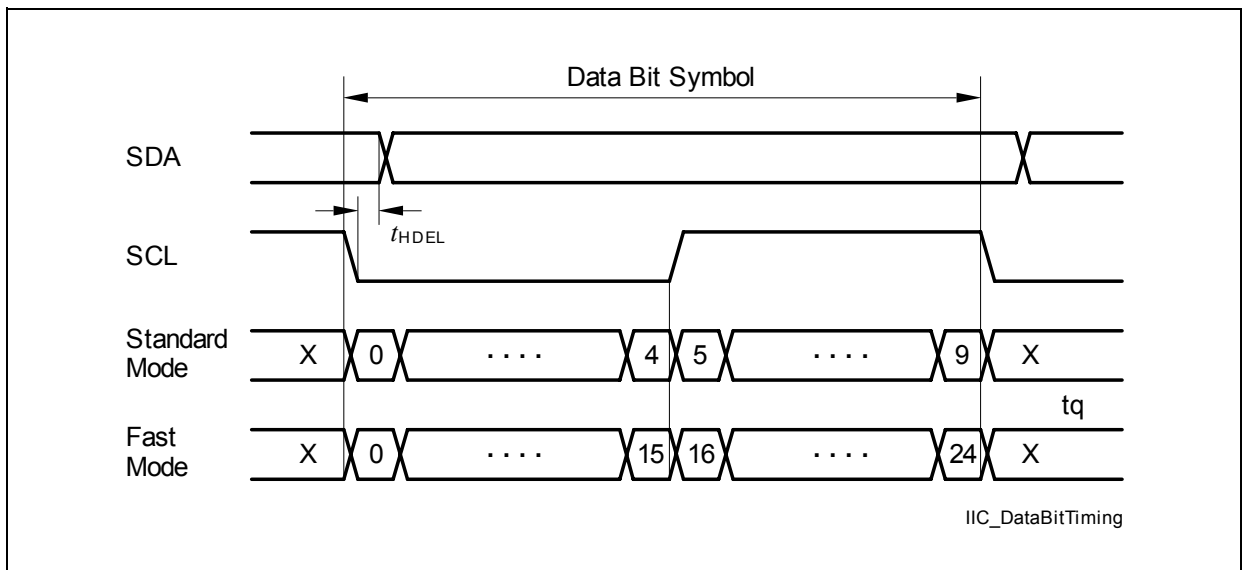 Data Bit Symbol
SDA
tHDEL
SCL
Standard Mode
X 0 . . . . 4 5 . . . . 9 X
tq
Fast Mode
X 0 . . . . 15 16 . . . . 24 X
IIC_DataBitTiming